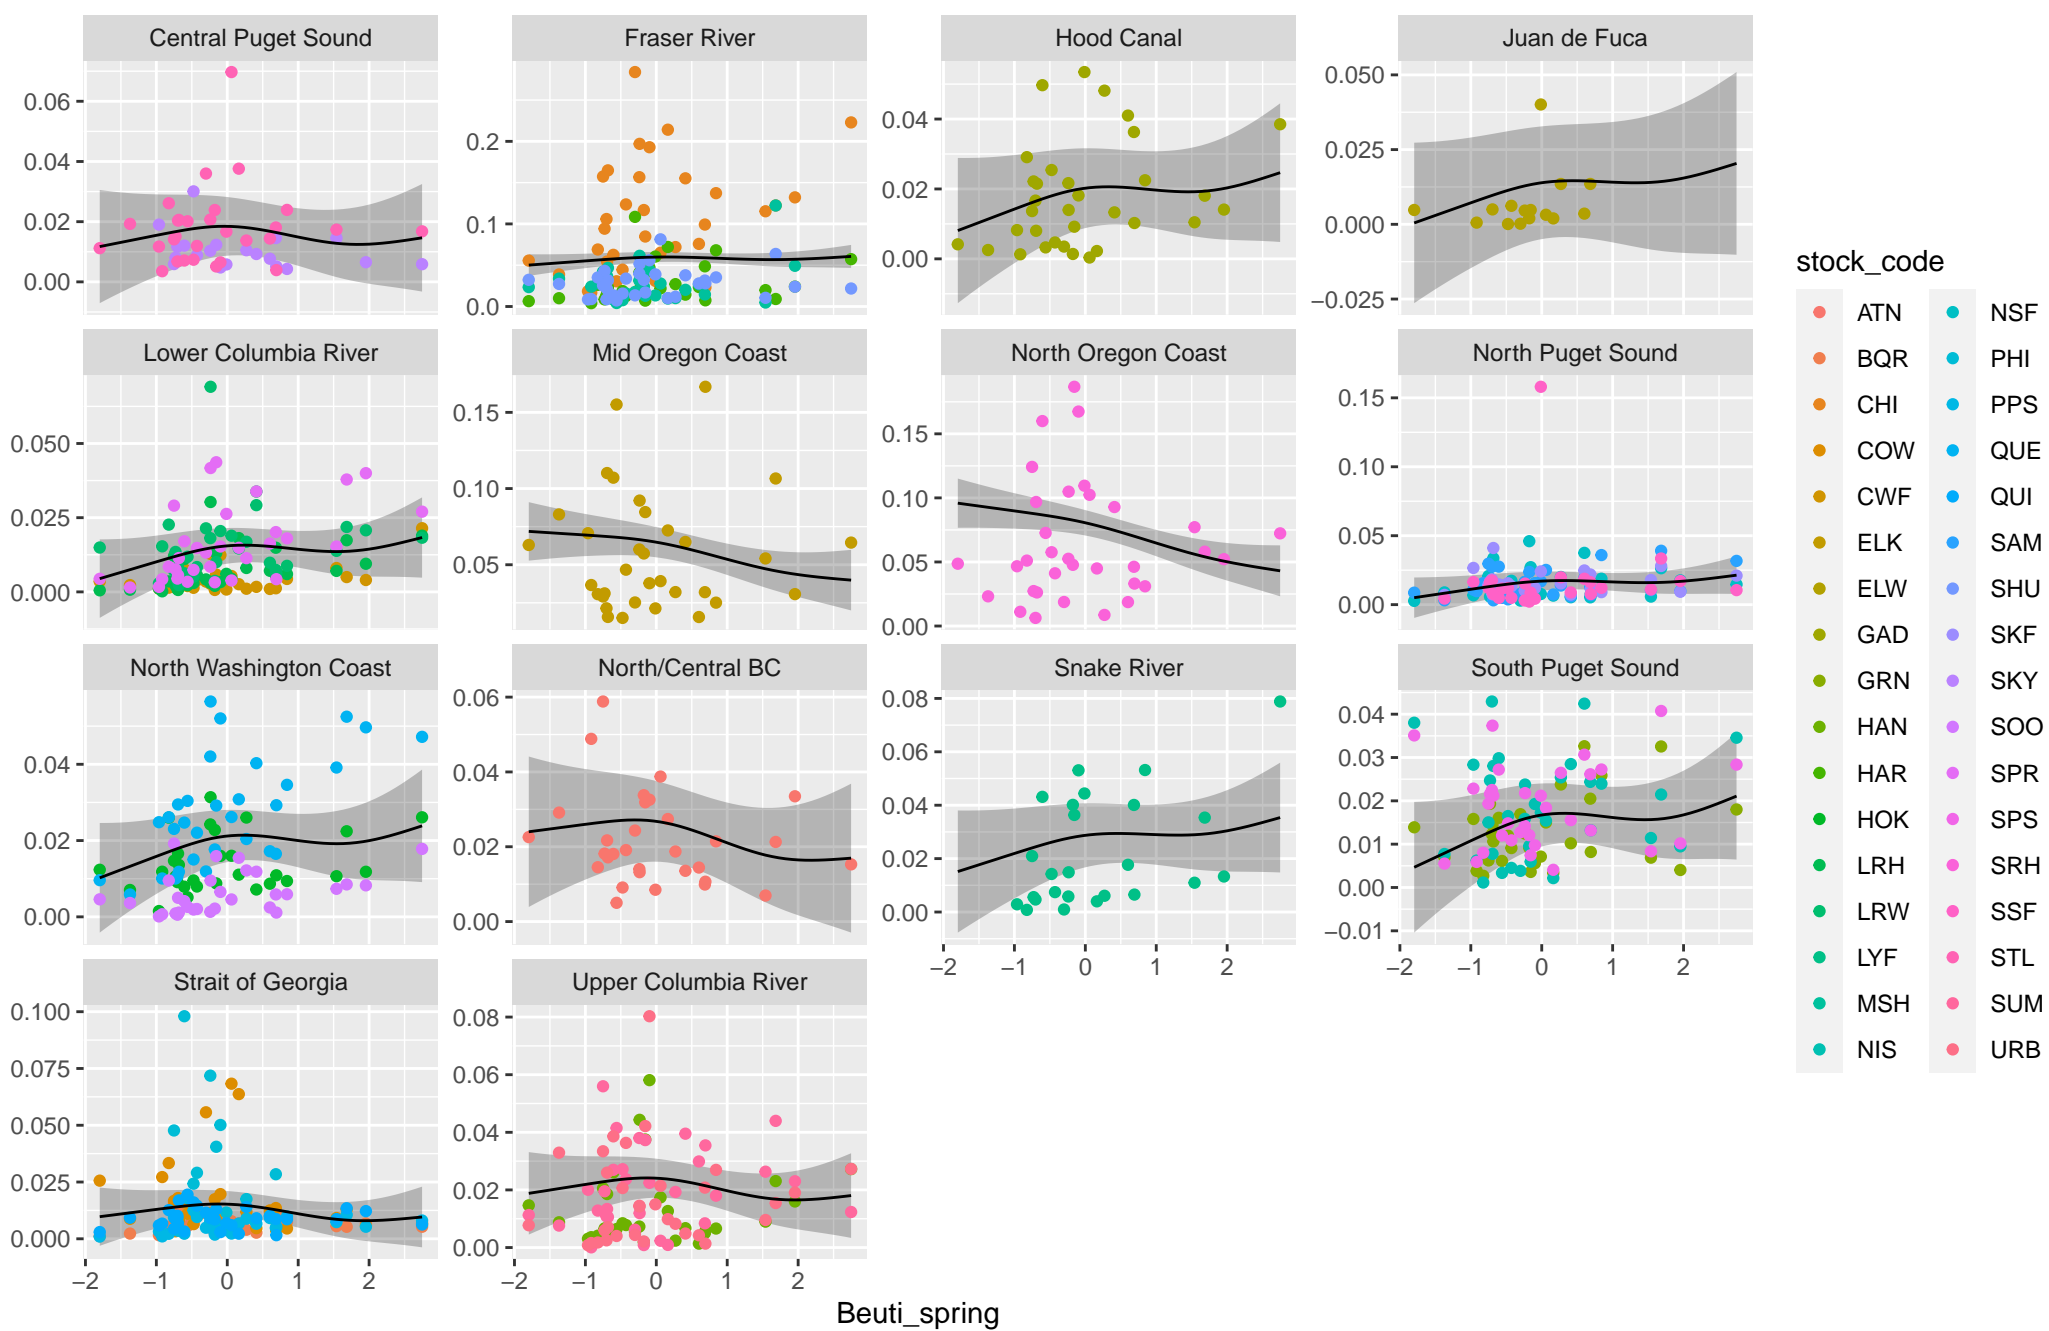 Central Puget Sound
Fraser River
Hood Canal
Juan de Fuca
0.06
0.04
0.02
0.00
0.2
0.1
0.0
0.04
0.02
0.00
0.050
0.025
0.000
−0.025
Lower Columbia River
Mid Oregon Coast
North Oregon Coast
North Puget Sound
0.050
0.025
0.000
0.15
0.10
0.05
0.15
0.10
0.05
0.00
0.15
0.10
0.05
0.00
North Washington Coast
North/Central BC
Snake River
South Puget Sound
0.04
0.02
0.00
0.06
0.04
0.02
0.00
0.08
0.06
0.04
0.02
0.00
0.04
0.03
0.02
0.01
0.00
−0.01
−2 −1 0 1 2
−2 −1 0 1 2
Strait of Georgia
Upper Columbia River
0.100
0.075
0.050
0.025
0.000
0.08
0.06
0.04
0.02
0.00
−2 −1 0 1 2
−2 −1 0 1 2
Beuti_spring
stock_code
ATN
BQR
CHI
COW
CWF
ELK
ELW
GAD
GRN
HAN
HAR
HOK
LRH
LRW
LYF
MSH
NIS
NSF
PHI
PPS
QUE
QUI
SAM
SHU
SKF
SKY
SOO
SPR
SPS
SRH
SSF
STL
SUM
URB